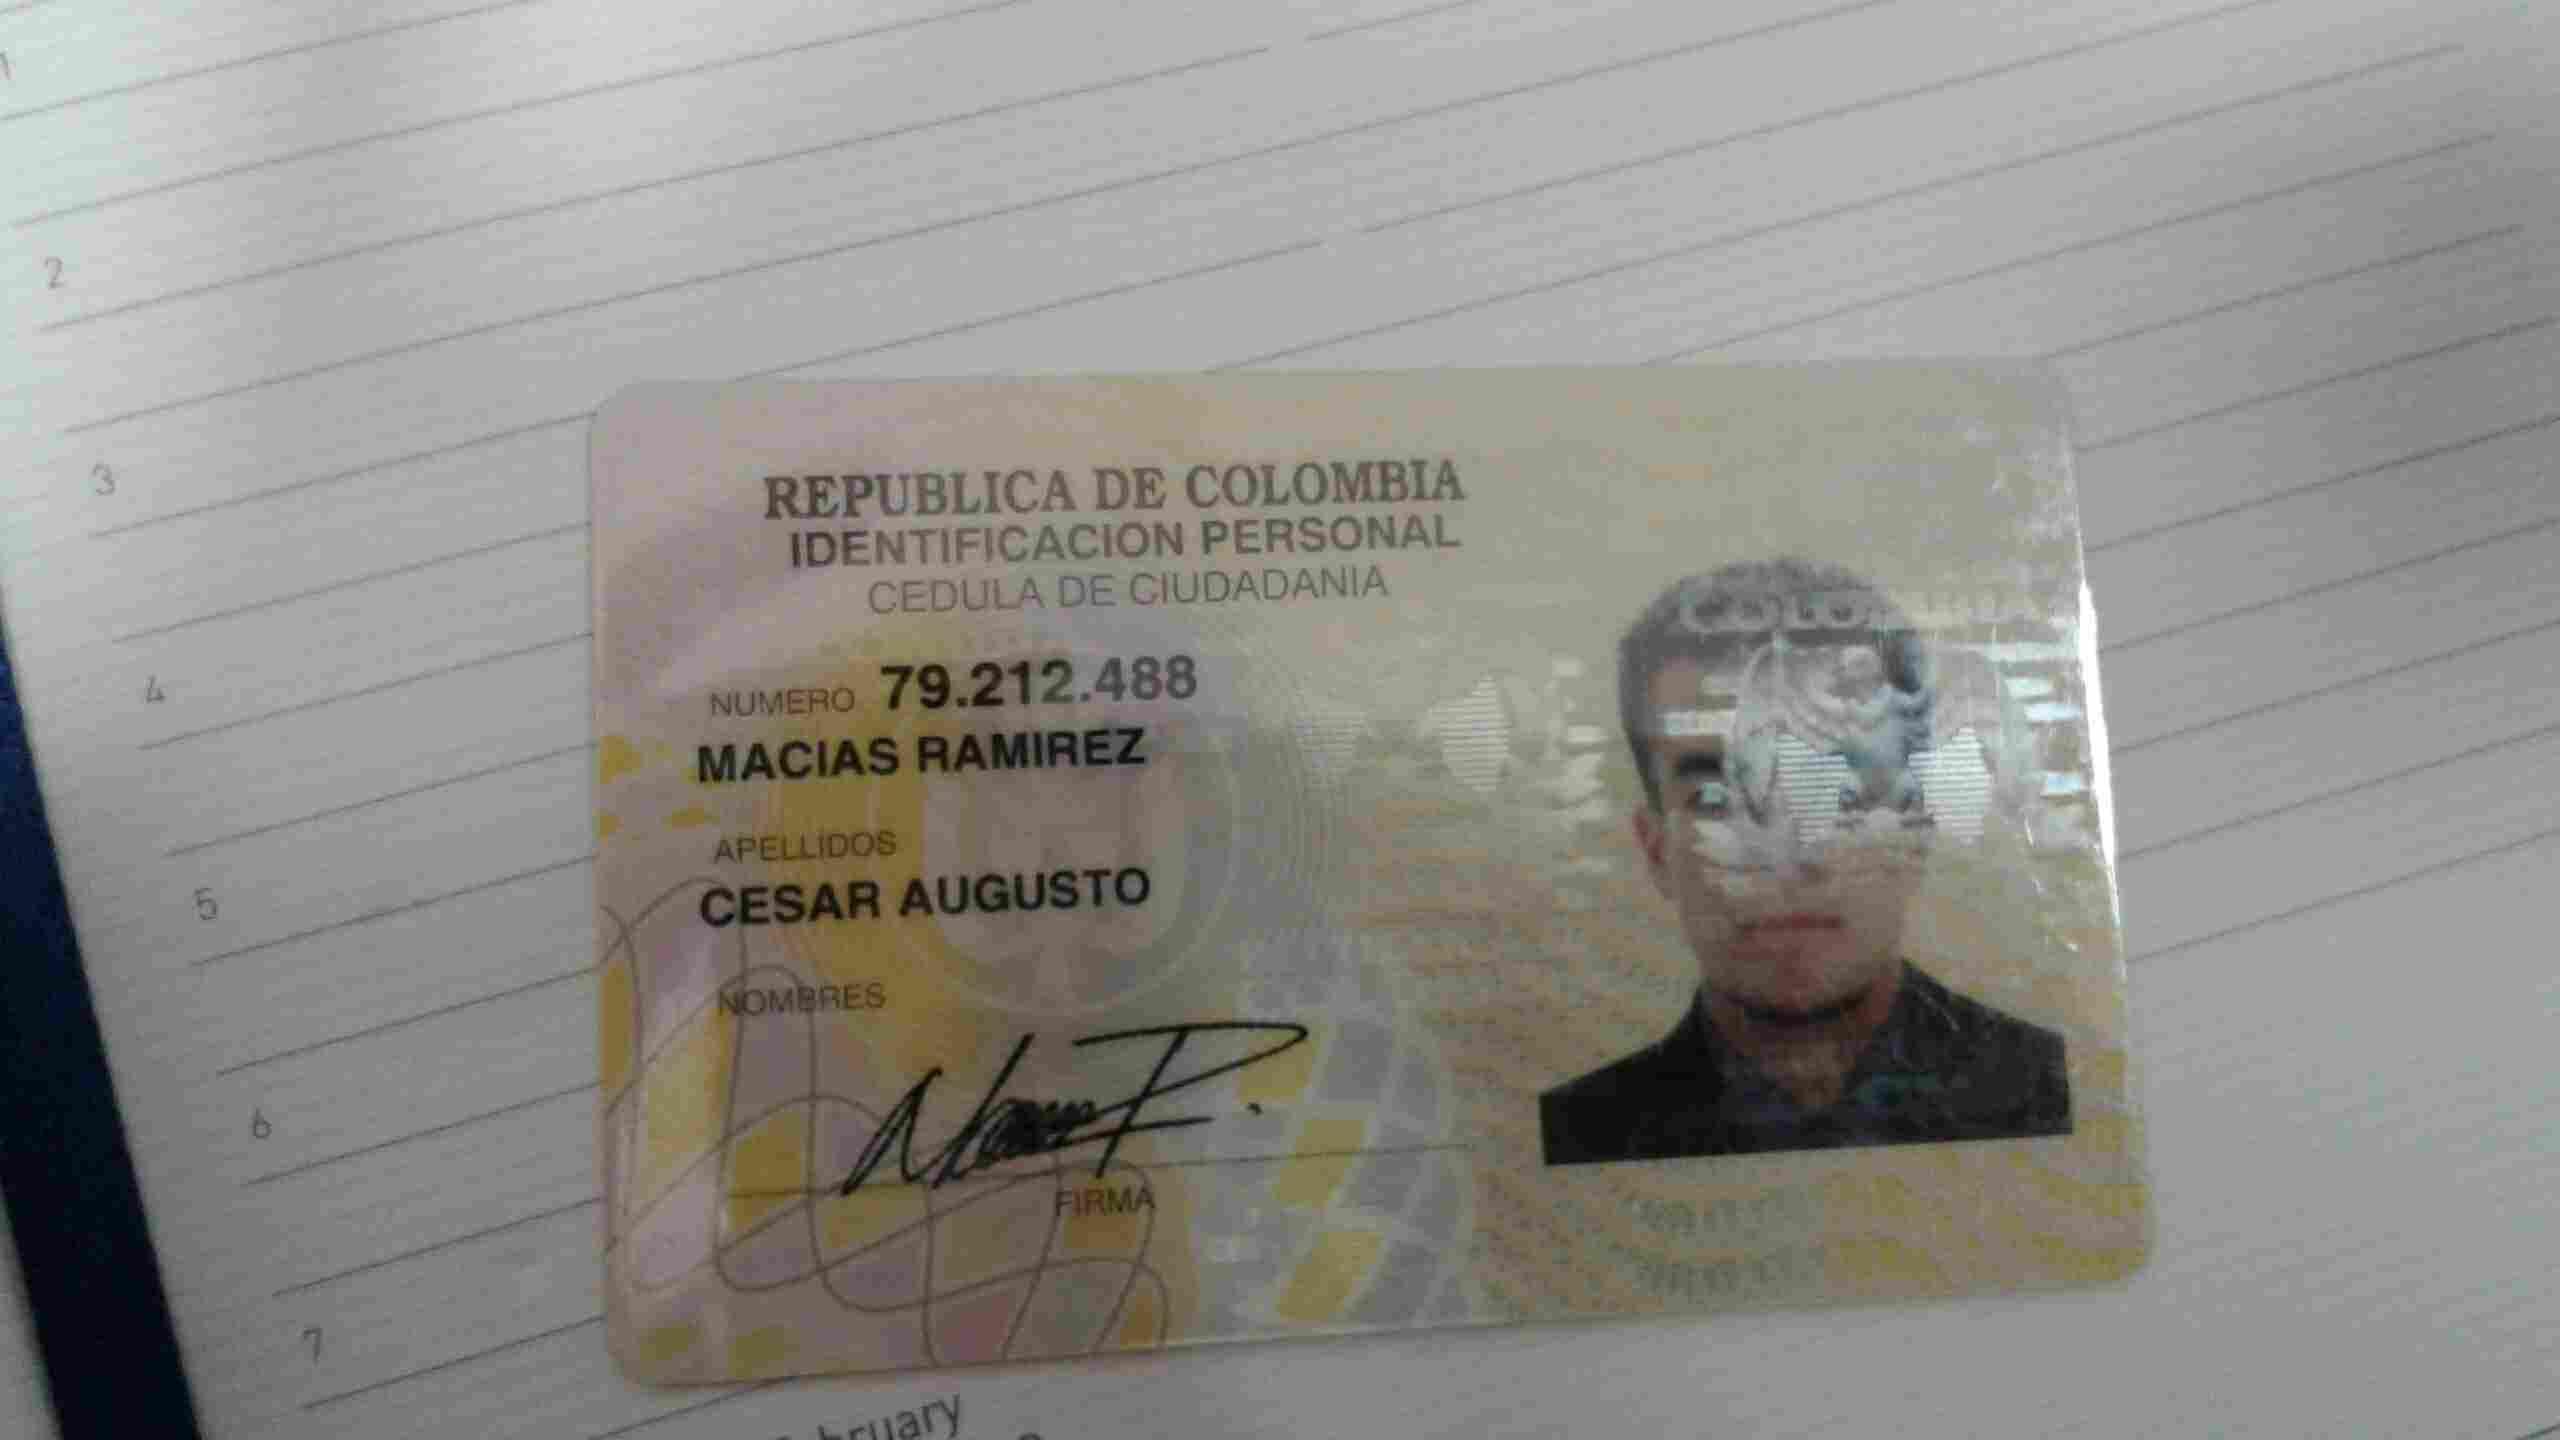 1
2
3
4
5
6
7
REPUBLICA DE COLOMBIA
IDENTIFICACION PERSONAL
CEDULA DE CIUDADANIA
NUMERO 79.212.488
MACIAS RAMIREZ
APELLIDOS
CESAR AUGUSTO
NOMBRES
FIRMA
bruary